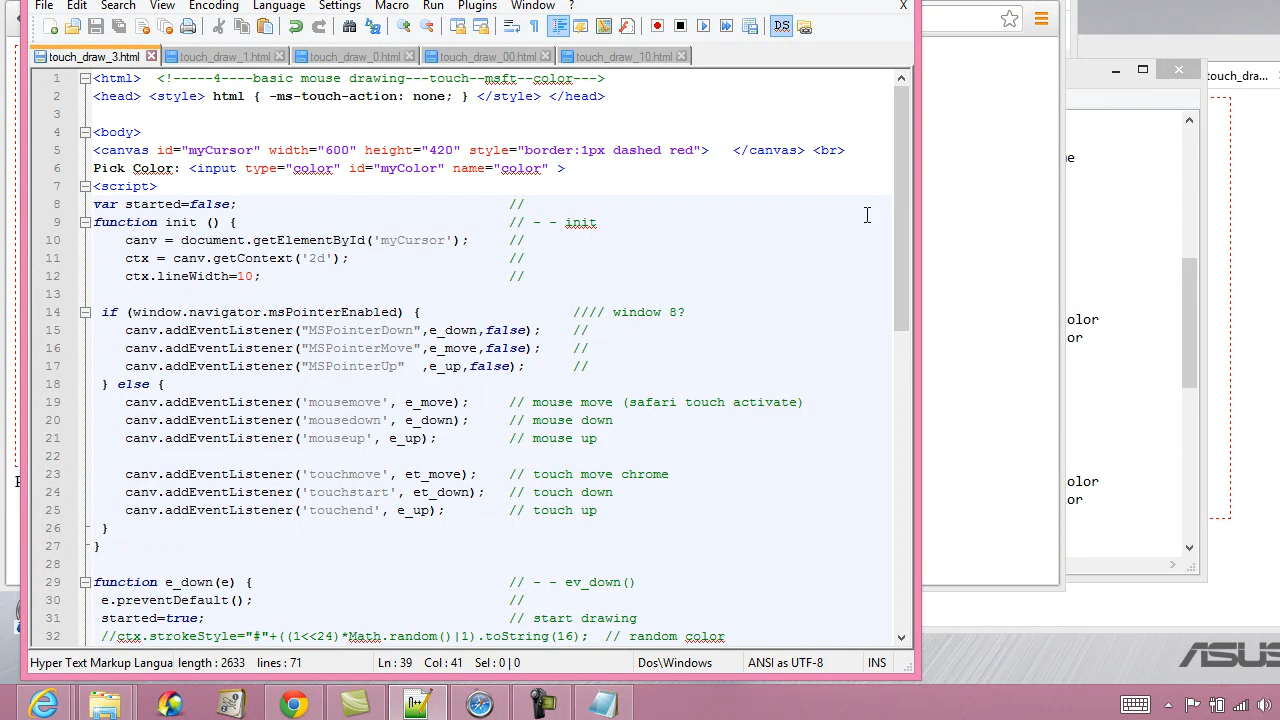 File Edit Search View Encoding Language Settings Macro Run Plugins Window ? X
touch_draw_3.html touch_draw_1.html touch_draw_0.html touch_draw_00.html touch_draw_10.html
1 <html> <!-----4----basic mouse drawing---touch--msft--color--->
2 <head> <style> html { -ms-touch-action: none; } </style> </head>
3
4 <body>
5 <canvas id="myCursor" width="600" height="420" style="border:1px dashed red"> </canvas> <br>
6 Pick Color: <input type="color" id="myColor" name="color" >
7 <script>
8 var started=false; //
9 function init () { // - - init
10 canv = document.getElementById('myCursor'); //
11 ctx = canv.getContext('2d'); //
12 ctx.lineWidth=10; //
13
14 if (window.navigator.msPointerEnabled) { //// window 8?
15 canv.addEventListener("MSPointerDown",e_down,false); //
16 canv.addEventListener("MSPointerMove",e_move,false); //
17 canv.addEventListener("MSPointerUp" ,e_up,false); //
18 } else {
19 canv.addEventListener('mousemove', e_move); // mouse move (safari touch activate)
20 canv.addEventListener('mousedown', e_down); // mouse down
21 canv.addEventListener('mouseup', e_up); // mouse up
22
23 canv.addEventListener('touchmove', et_move); // touch move chrome
24 canv.addEventListener('touchstart', et_down); // touch down
25 canv.addEventListener('touchend', e_up); // touch up
26 }
27 }
28
29 function e_down(e) { // - - ev_down()
30 e.preventDefault(); //
31 started=true; // start drawing
32 //ctx.strokeStyle="#"+((1<<24)*Math.random()|1).toString(16); // random color
Hyper Text Markup Langua length : 2633 lines : 71 Ln : 39 Col : 41 Sel : 0 | 0 Dos\Windows ANSI as UTF-8 INS
touch_dra...
olor
or
olor
or
DS
ASUS